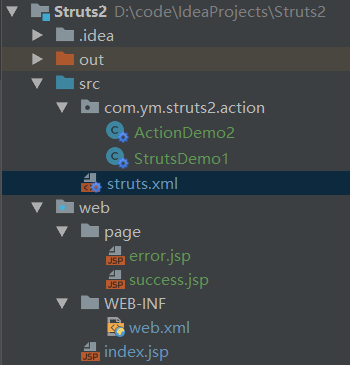 Struts2 D:\code\IdeaProjects\Struts2
.idea
out
src
com.ym.struts2.action
ActionDemo2
StrutsDemo1
struts.xml
web
page
error.jsp
success.jsp
WEB-INF
web.xml
index.jsp